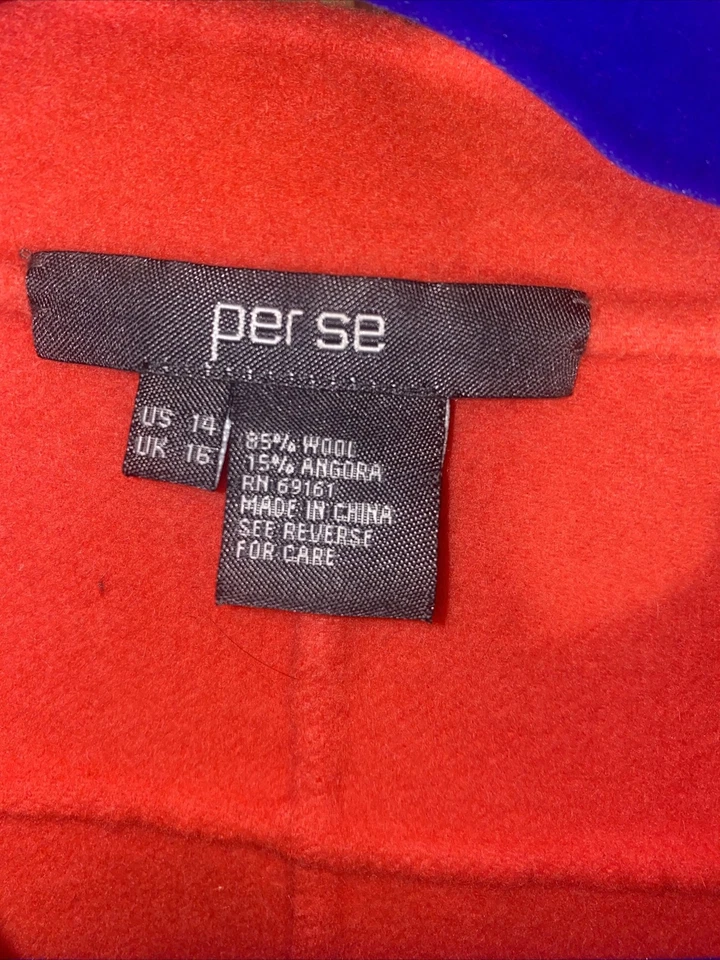 per se
US 14
UK 16
85% WOOL
15% ANGORA
RN 69161
MADE IN CHINA
SEE REVERSE
FOR CARE